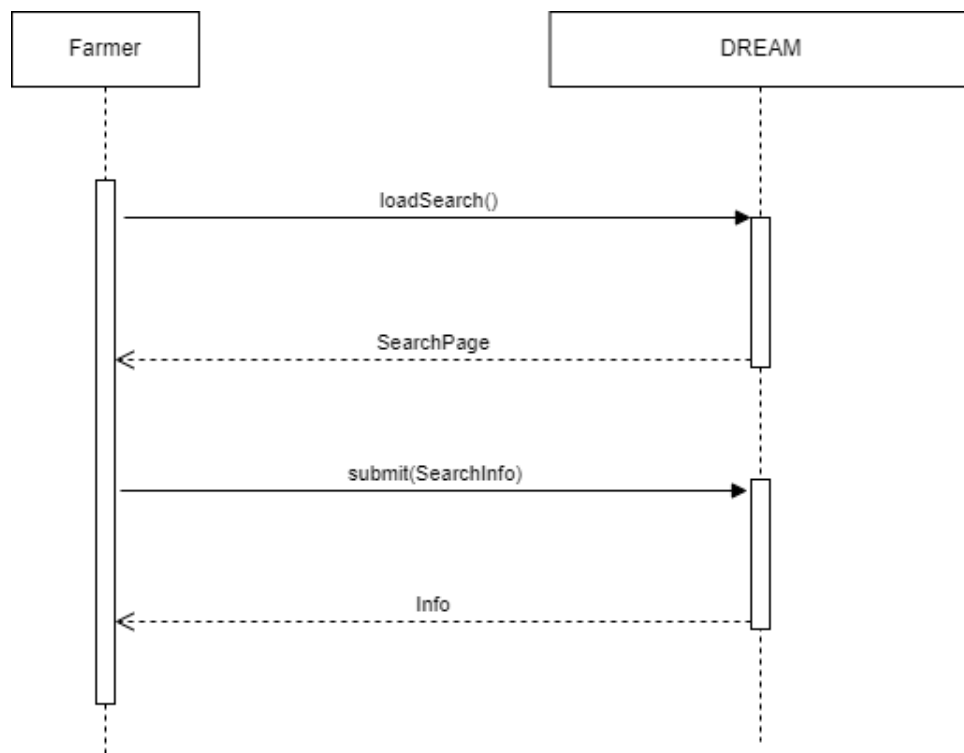 Farmer
DREAM
loadSearch()
SearchPage
submit(SearchInfo)
Info